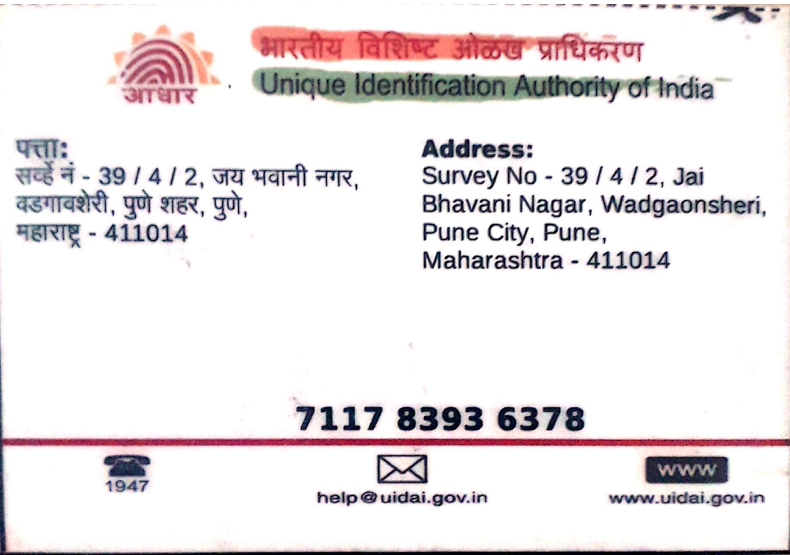 आधार
भारतीय विशिष्ट ओळख प्राधिकरण
Unique Identification Authority of India
पत्ता:
सर्व्हे नं - 39 / 4 / 2, जय भवानी नगर,
वडगावशेरी, पुणे शहर, पुणे,
महाराष्ट्र - 411014
Address:
Survey No - 39 / 4 / 2, Jai
Bhavani Nagar, Wadgaonsheri,
Pune City, Pune,
Maharashtra - 411014
7117 8393 6378
1947
help@uidai.gov.in
www
www.uidai.gov.in